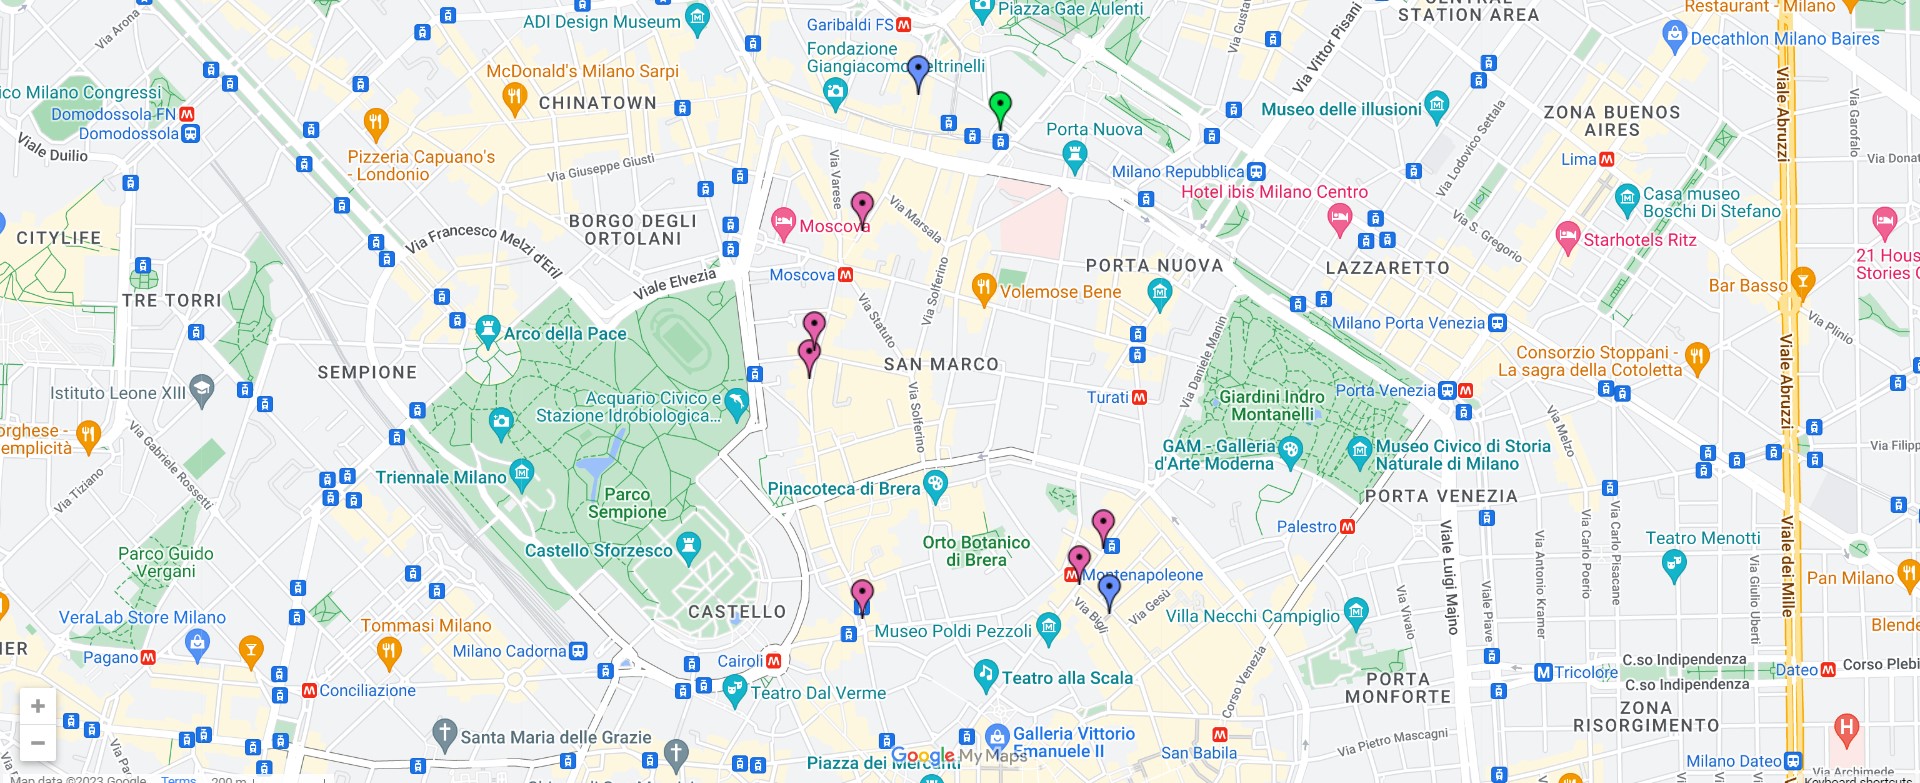 CENTRAL
STATION AREA
Restaurant - Milano
Piazza Gae Aulenti
ADI Design Museum
Garibaldi FS
Via Arona
Via Vittor Pisani
Decathlon Milano Baires
Fondazione
Giangiacomo Feltrinelli
McDonald's Milano Sarpi
CHINATOWN
ico Milano Congressi
Domodossola FN
Domodossola
Viale Duilio
Pizzeria Capuano's
- Londonio
Via Giuseppe Giusti
Via Varese
Porta Nuova
Museo delle illusioni
Via Lodovico Settala
ZONA BUENOS
AIRES
Lima
Viale Abruzzi
Via Garofalo
Via Donat
Milano Repubblica
Hotel ibis Milano Centro
Casa museo
Boschi Di Stefano
Via Marsala
Moscova
BORGO DEGLI
ORTOLANI
CITYLIFE
Via Francesco Melzi d'Eril
Via S. Gregorio
Starhotels Ritz
21 Hous
Stories
PORTA NUOVA
LAZZARETTO
Moscova
Viale Elvezia
TRE TORRI
Via Solferino
Via Statuto
Volemose Bene
Bar Basso
Via Plinio
Milano Porta Venezia
Arco della Pace
Via Daniele Manin
SEMPIONE
SAN MARCO
Consorzio Stoppani -
La sagra della Cotoletta
Viale Abruzzi
Istituto Leone XIII
Acquario Civico e
Stazione Idrobiologica...
Via Solferino
Turati
Giardini Indro
Montanelli
Porta-Venezia
orghese -
emplicità
Via Gabriele Rossetti
Via Melzo
Via Filipp
GAM - Galleria
d'Arte Moderna
Museo Civico di Storia
Naturale di Milano
Triennale Milano
Via Tiziano
Pinacoteca di Brera
Parco
Sempione
PORTA VENEZIA
Palestro
Castello Sforzesco
Orto Botanico
di Brera
Parco Guido
Vergani
Viale Luigi Majno
Via Antonio Kramer
Via Carlo Poerio
Via Carlo Pisacane
Teatro Menotti
Viale dei Mille
Via Giulio Uberti
Pan Milano
Montenapoleone
CASTELLO
Via Bigli
Via Gesù
Villa Necchi Campiglio
Via Vivaio
Viale Piave
VeraLab Store Milano
Tommasi Milano
Museo Poldi Pezzoli
Blende
IER
Pagano
Milano Cadorna
Cairoli
Teatro alla Scala
Corso Venezia
Tricolore
C.so Indipendenza
C.so Indipendenza
Dateo
Corso Plebi
Conciliazione
Teatro Dal Verme
PORTA
MONFORTE
ZONA
RISORGIMENTO
Santa Maria delle Grazie
Galleria Vittorio
Emanuele II
San Babila
Via Pietro Mascagni
Piazza dei Mercanti
Google My Maps
Milano Dateo
Map data ©2023 Google
Terms
200 m
Keyboard shortcuts
Via Archimede